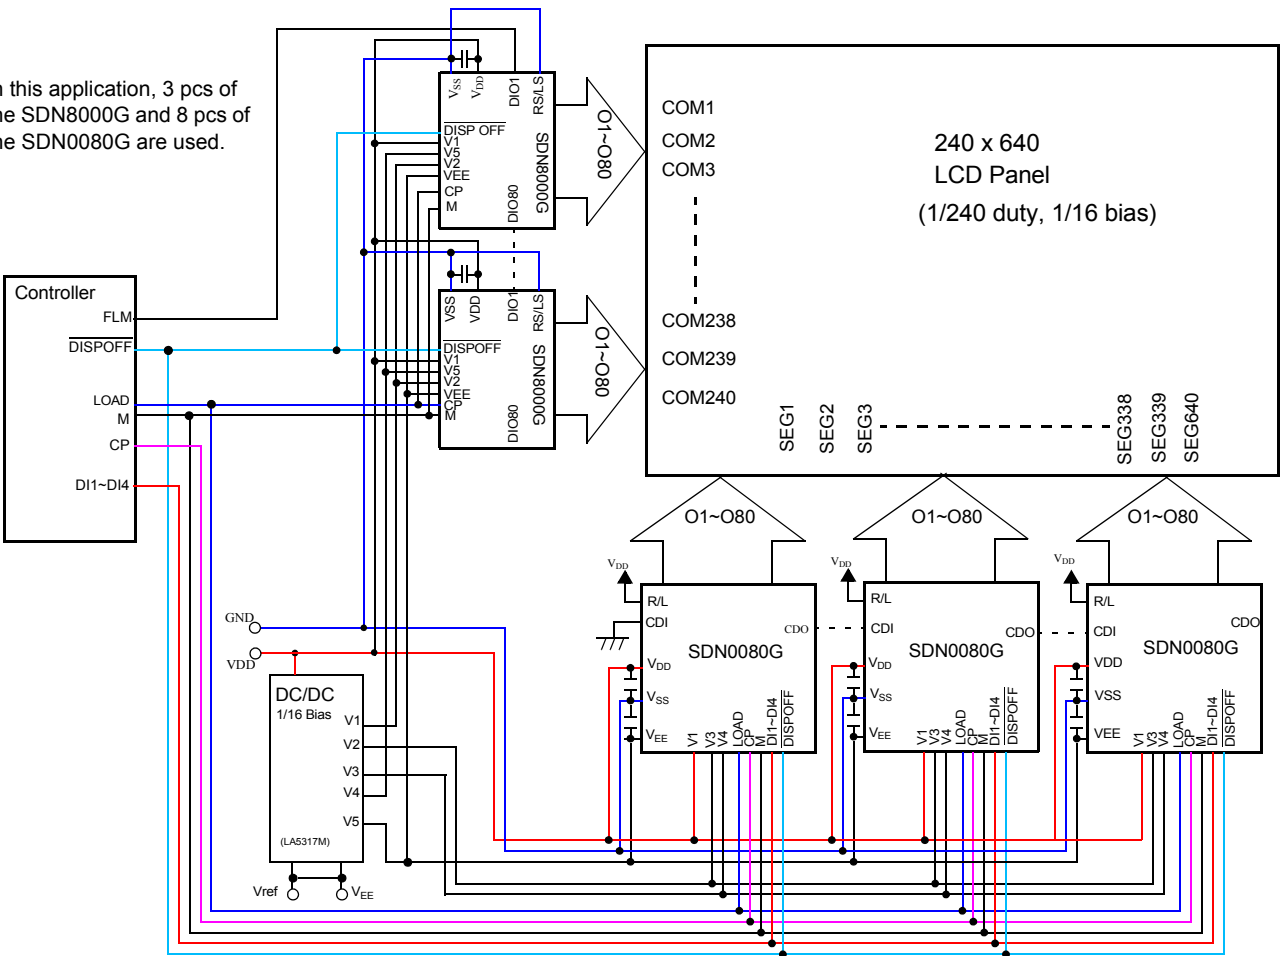 n this application, 3 pcs of
ne SDN8000G and 8 pcs of
ne SDN0080G are used.
VSS
VDD
DIO1
RS/LS
DISP OFF
V1
V5
V2
VEE
CP
M
DIO80
SDN8000G
O1~O80
VSS
VDD
DIO1
RS/LS
DISPOFF
V1
V5
V2
VEE
CP
M
DIO80
SDN8000G
O1~O80
COM1
COM2
COM3
COM238
COM239
COM240
240 x 640
LCD Panel
(1/240 duty, 1/16 bias)
SEG1
SEG2
SEG3
SEG338
SEG339
SEG640
Controller
FLM
DISPOFF
LOAD
M
CP
DI1~DI4
GND
VDD
DC/DC
1/16 Bias
V1
V2
V3
V4
V5
(LA5317M)
Vref
VEE
O1~O80
VDD
R/L
CDI
CDO
SDN0080G
VDD
VSS
VEE
V1
V3
V4
LOAD
CP
M
DI1~DI4
DISPOFF
O1~O80
VDD
R/L
CDI
CDO
SDN0080G
VDD
VSS
VEE
V1
V3
V4
LOAD
CP
M
DI1~DI4
DISPOFF
O1~O80
VDD
R/L
CDI
CDO
SDN0080G
VDD
VSS
VEE
V1
V3
V4
LOAD
CP
M
DI1~DI4
DISPOFF